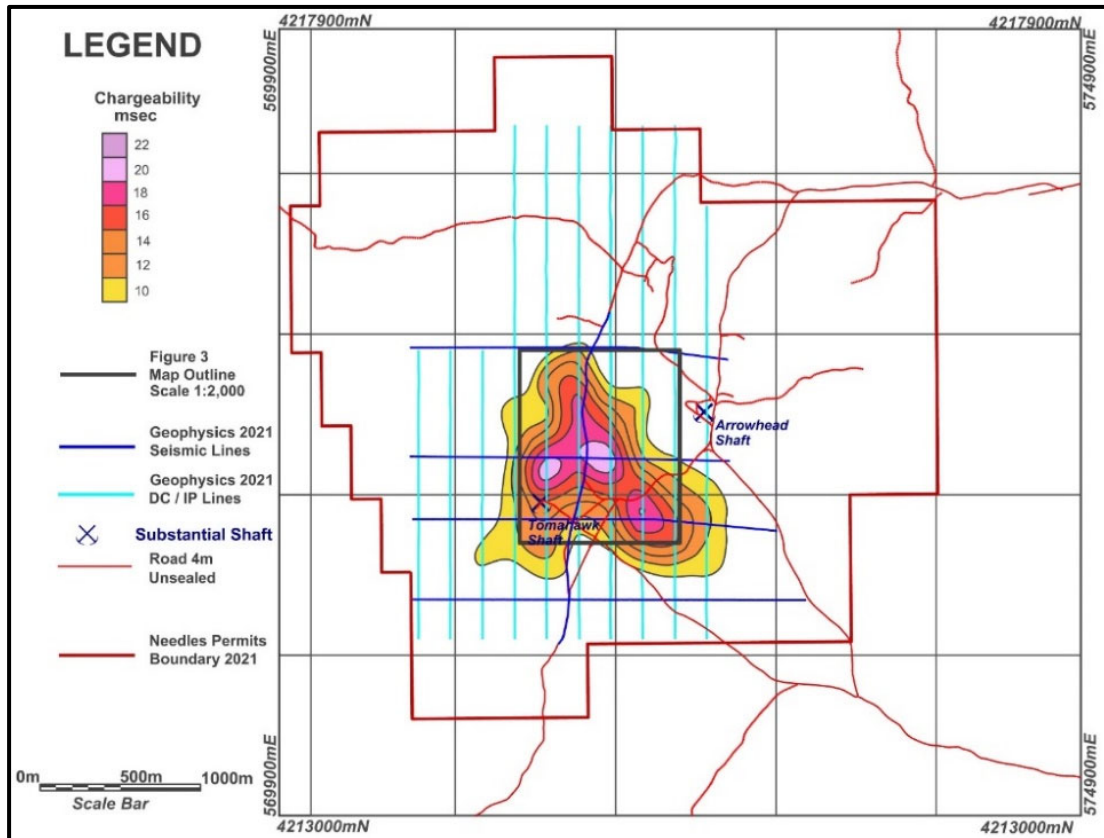 LEGEND
Chargeability
msec
22
20
18
16
14
12
10
Figure 3
Map Outline
Scale 1:2,000
Geophysics 2021
Seismic Lines
Geophysics 2021
DC / IP Lines
Substantial Shaft
Road 4m
Unsealed
Needles Permits
Boundary 2021
0m 500m 1000m
Scale Bar
4217900mN
4217900mN
569900mE
574900mE
Arrowhead
Shaft
Tomahawk
Shaft
569900mE
574900mE
4213000mN
4213000mN